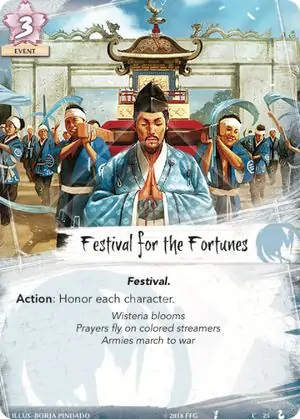 3
EVENT
Festival for the Fortunes
Festival.
Action: Honor each character.
Wisteria blooms
Prayers fly on colored streamers
Armies march to war
ILLUS. BORJA PINDADO
© 2018 FFG
C 25